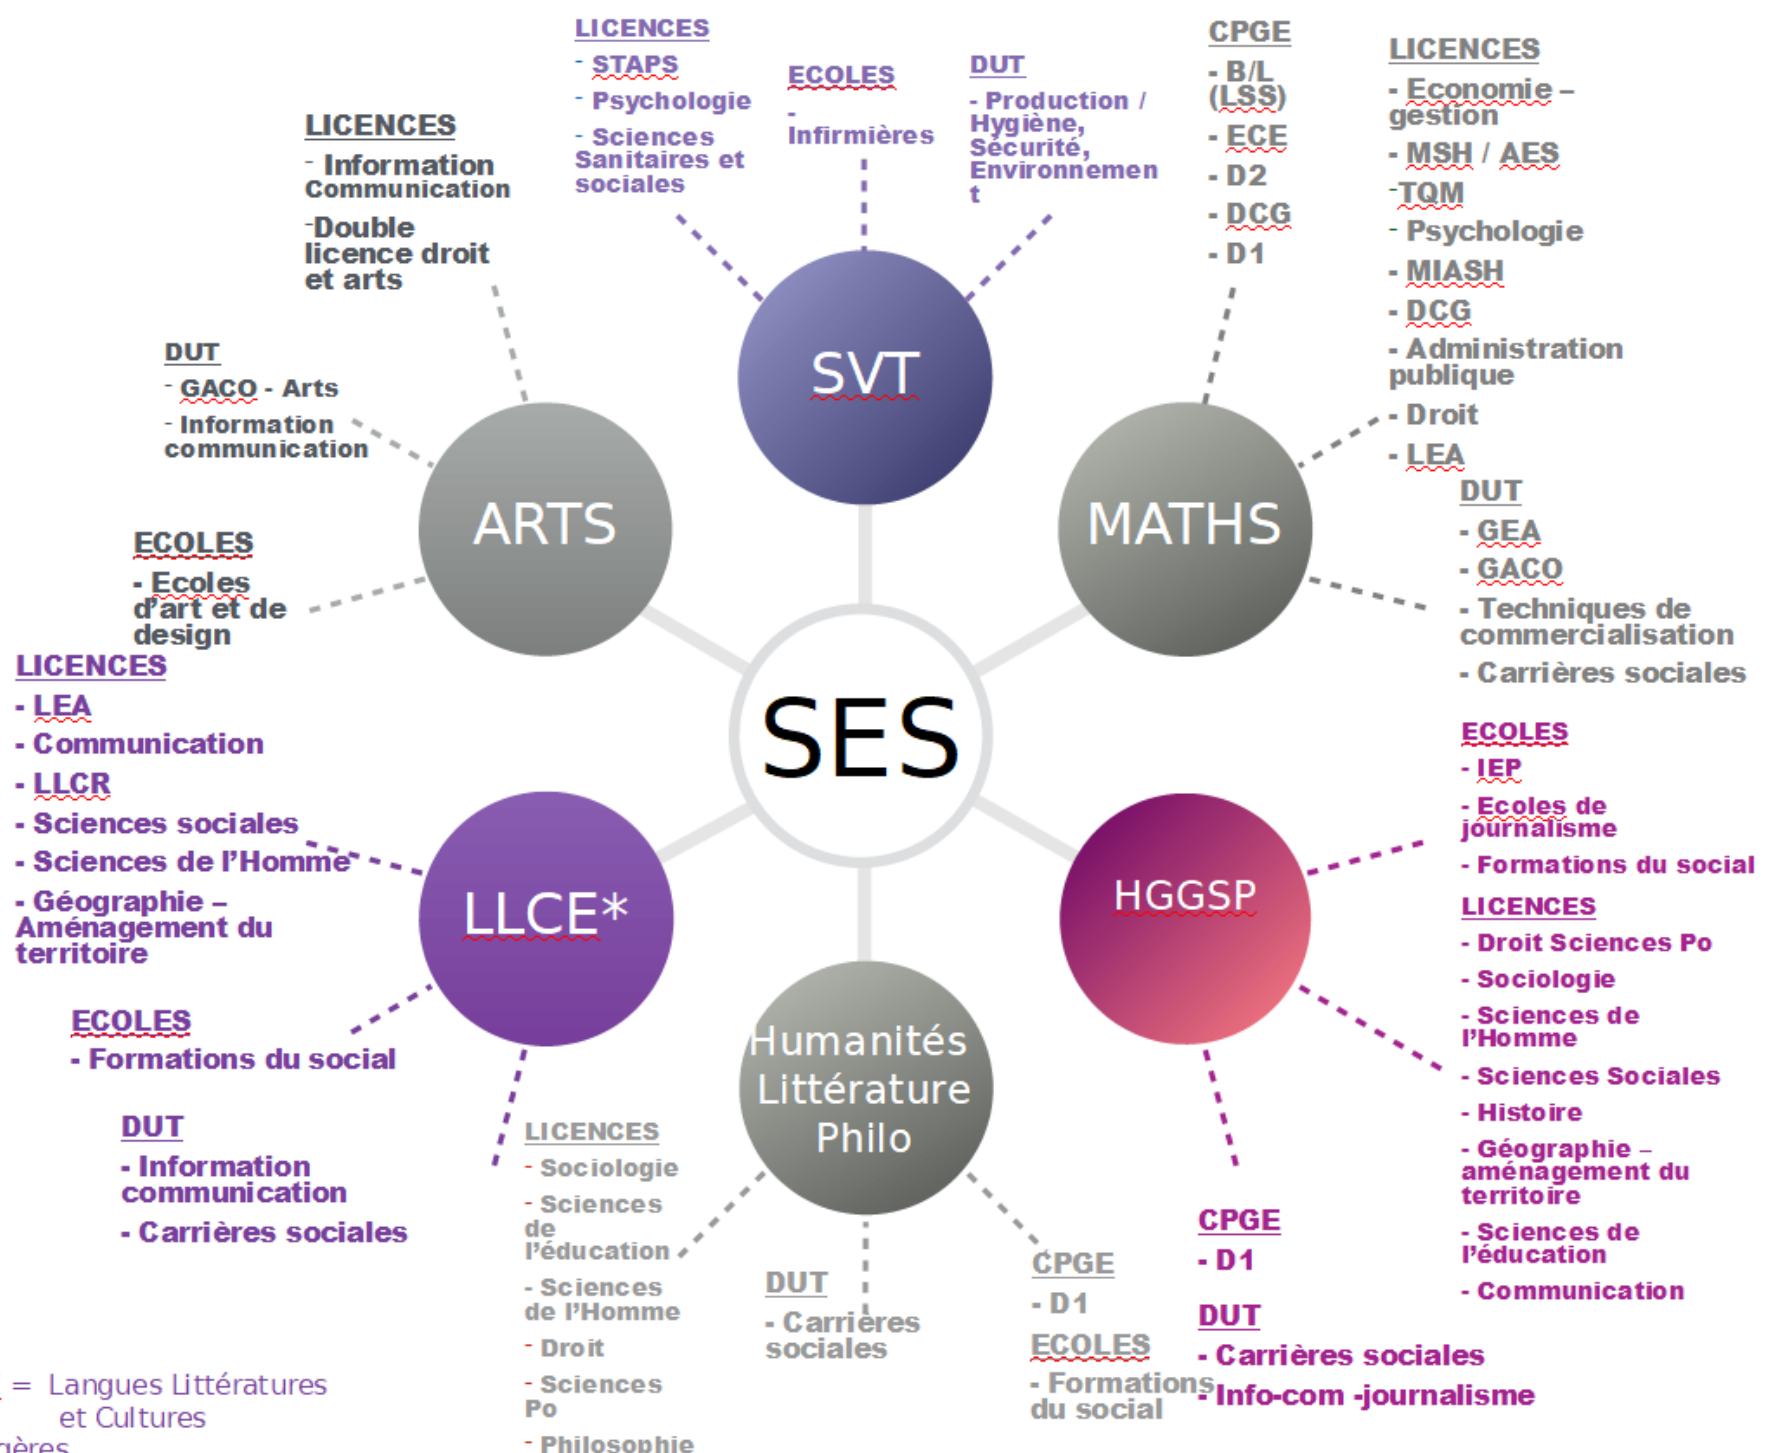 LICENCES
- STAPS
- Psychologie
- Sciences
Sanitaires et
sociales
ECOLES
-
Infirmières
DUT
- Production /
Hygiène,
Sécurité,
Environnemen
t
CPGE
- B/L
(LSS)
- ECE
- D2
- DCG
- D1
LICENCES
- Economie –
gestion
- MSH / AES
-TQM
- Psychologie
- MIASH
- DCG
- Administration
publique
- Droit
- LEA
LICENCES
- Information
Communication
-Double
licence droit
et arts
DUT
- GACO - Arts
- Information
communication
ECOLES
- Ecoles
d’art et de
design
SVT
ARTS
MATHS
DUT
- GEA
- GACO
- Techniques de
commercialisation
- Carrières sociales
SES
LICENCES
- LEA
- Communication
- LLCR
- Sciences sociales
- Sciences de l’Homme
- Géographie –
Aménagement du
territoire
LLCE*
HGGSP
ECOLES
- IEP
- Ecoles de
journalisme
- Formations du social
LICENCES
- Droit Sciences Po
- Sociologie
- Sciences de
l’Homme
- Sciences Sociales
- Histoire
- Géographie –
aménagement du
territoire
- Sciences de
l’éducation
- Communication
ECOLES
- Formations du social
DUT
- Information
communication
- Carrières sociales
Humanités
Littérature
Philo
LICENCES
- Sociologie
- Sciences
de
l’éducation
- Sciences
de l’Homme
- Droit
- Sciences
Po
- Philosophie
DUT
- Carrières
sociales
CPGE
- D1
ECOLES
- Formations
du social
CPGE
- D1
DUT
- Carrières sociales
- Info-com -journalisme
= Langues Littératures
et Cultures